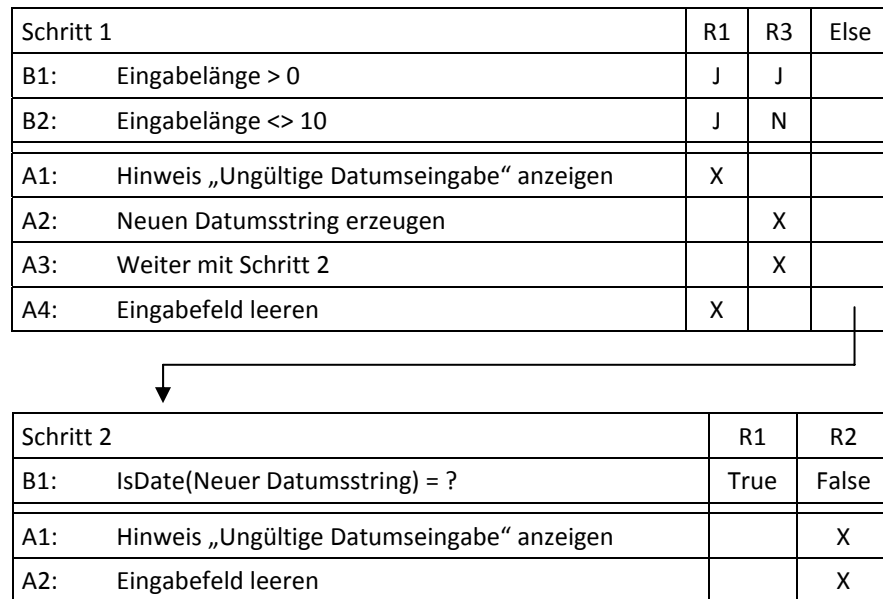 Schritt 1 R1 R3 Else
B1: Eingabelänge > 0 J J
B2: Eingabelänge <> 10 J N
A1: Hinweis „Ungültige Datumseingabe“ anzeigen X
A2: Neuen Datumsstring erzeugen X
A3: Weiter mit Schritt 2 X
A4: Eingabefeld leeren X
Schritt 2 R1 R2
B1: IsDate(Neuer Datumsstring) = ? True False
A1: Hinweis „Ungültige Datumseingabe“ anzeigen X
A2: Eingabefeld leeren X